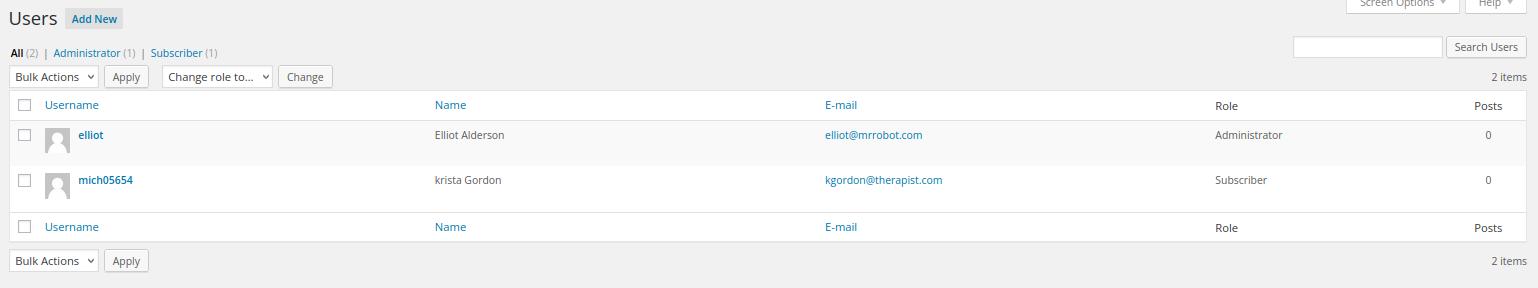 Screen Options Help
Users Add New
All (2) | Administrator (1) | Subscriber (1)
Search Users
Bulk Actions Apply Change role to... Change 2 items
Username Name E-mail Role Posts
elliot Elliot Alderson elliot@mrrobot.com Administrator 0
mich05654 krista Gordon kgordon@therapist.com Subscriber 0
Username Name E-mail Role Posts
Bulk Actions Apply 2 items